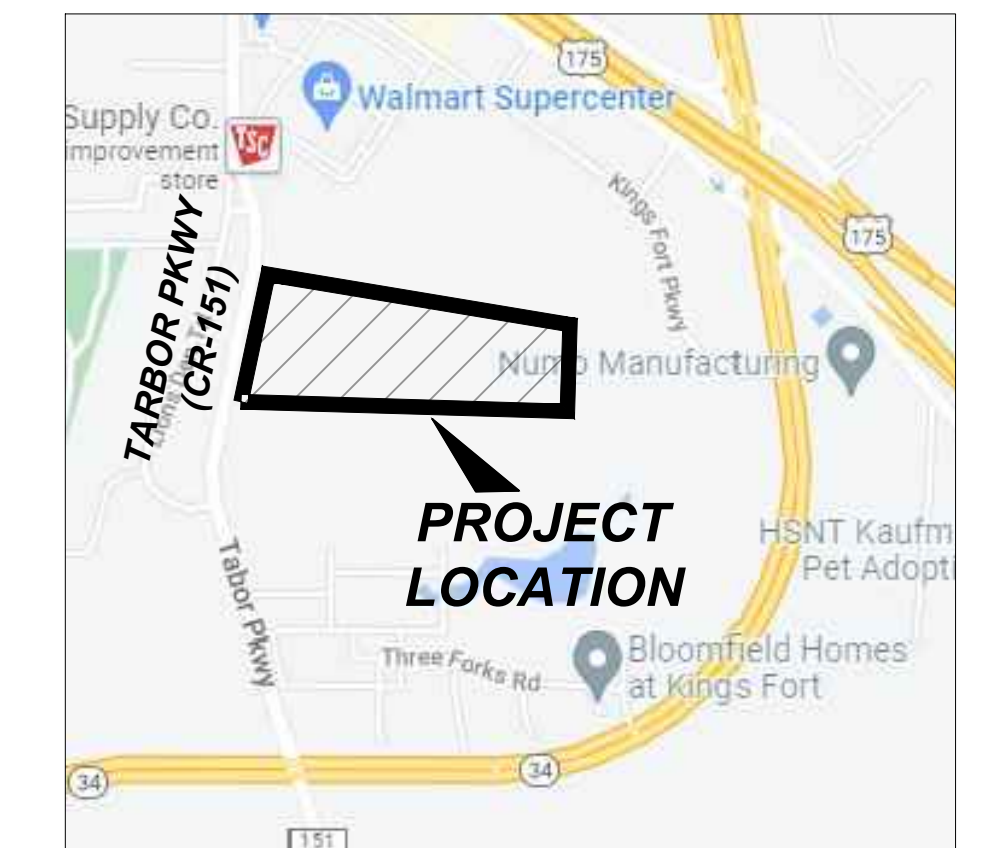 175
Walmart Supercenter
Supply Co.
improvement
store
TSC
Kings Fort Pkwy
175
TARBOR PKWY
(CR-151)
Numo Manufacturing
PROJECT
LOCATION
HSNT Kaufm
Pet Adopti
Tabor Pkwy
Three Forks Rd
Bloomfield Homes
at Kings Fort
34
34
151